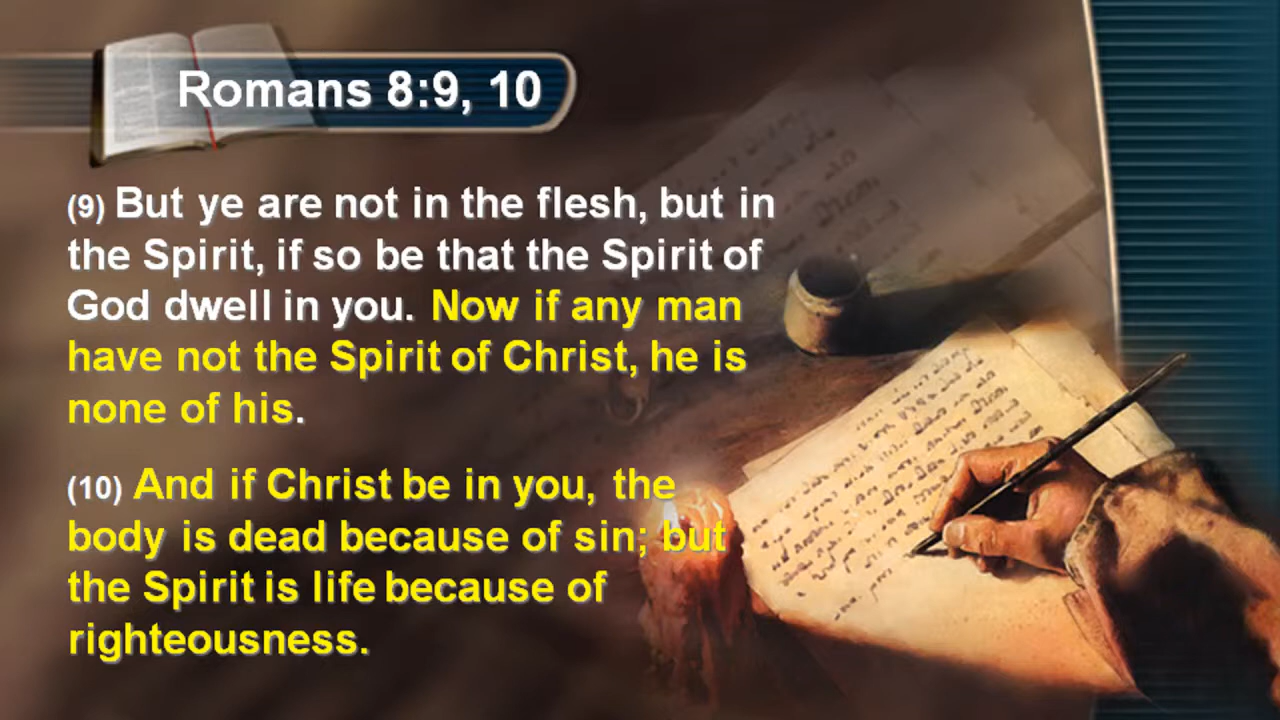 Romans 8:9, 10
(9) But ye are not in the flesh, but in
the Spirit, if so be that the Spirit of
God dwell in you. Now if any man
have not the Spirit of Christ, he is
none of his.
(10) And if Christ be in you, the
body is dead because of sin; but
the Spirit is life because of
righteousness.